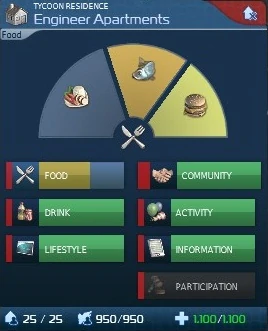 TYCOON RESIDENCE
Engineer Apartments
Food
FOOD
COMMUNITY
DRINK
ACTIVITY
LIFESTYLE
INFORMATION
PARTICIPATION
25 / 25
950/950
1.100/1.100